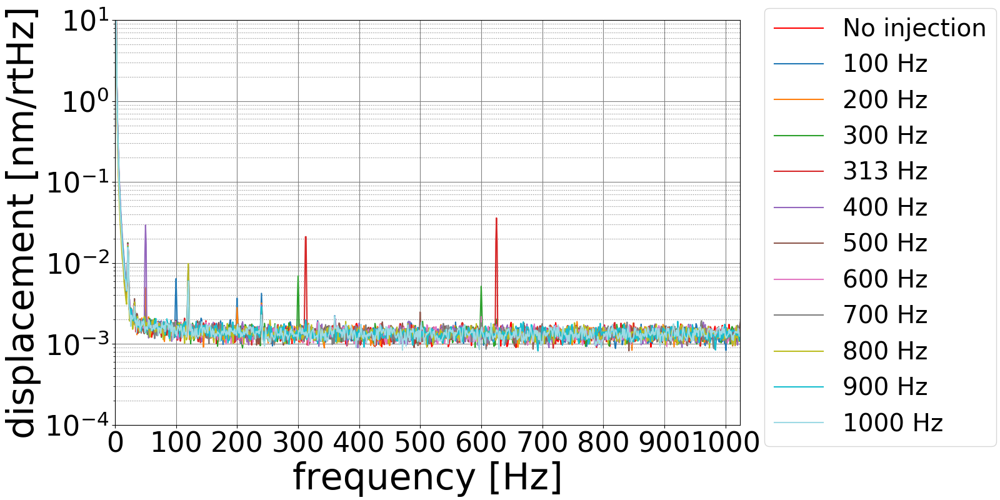 displacement [nm/rtHz]
10^1
10^0
10^-1
10^-2
10^-3
10^-4
0 100 200 300 400 500 600 700 800 900 1000
frequency [Hz]
No injection
100 Hz
200 Hz
300 Hz
313 Hz
400 Hz
500 Hz
600 Hz
700 Hz
800 Hz
900 Hz
1000 Hz